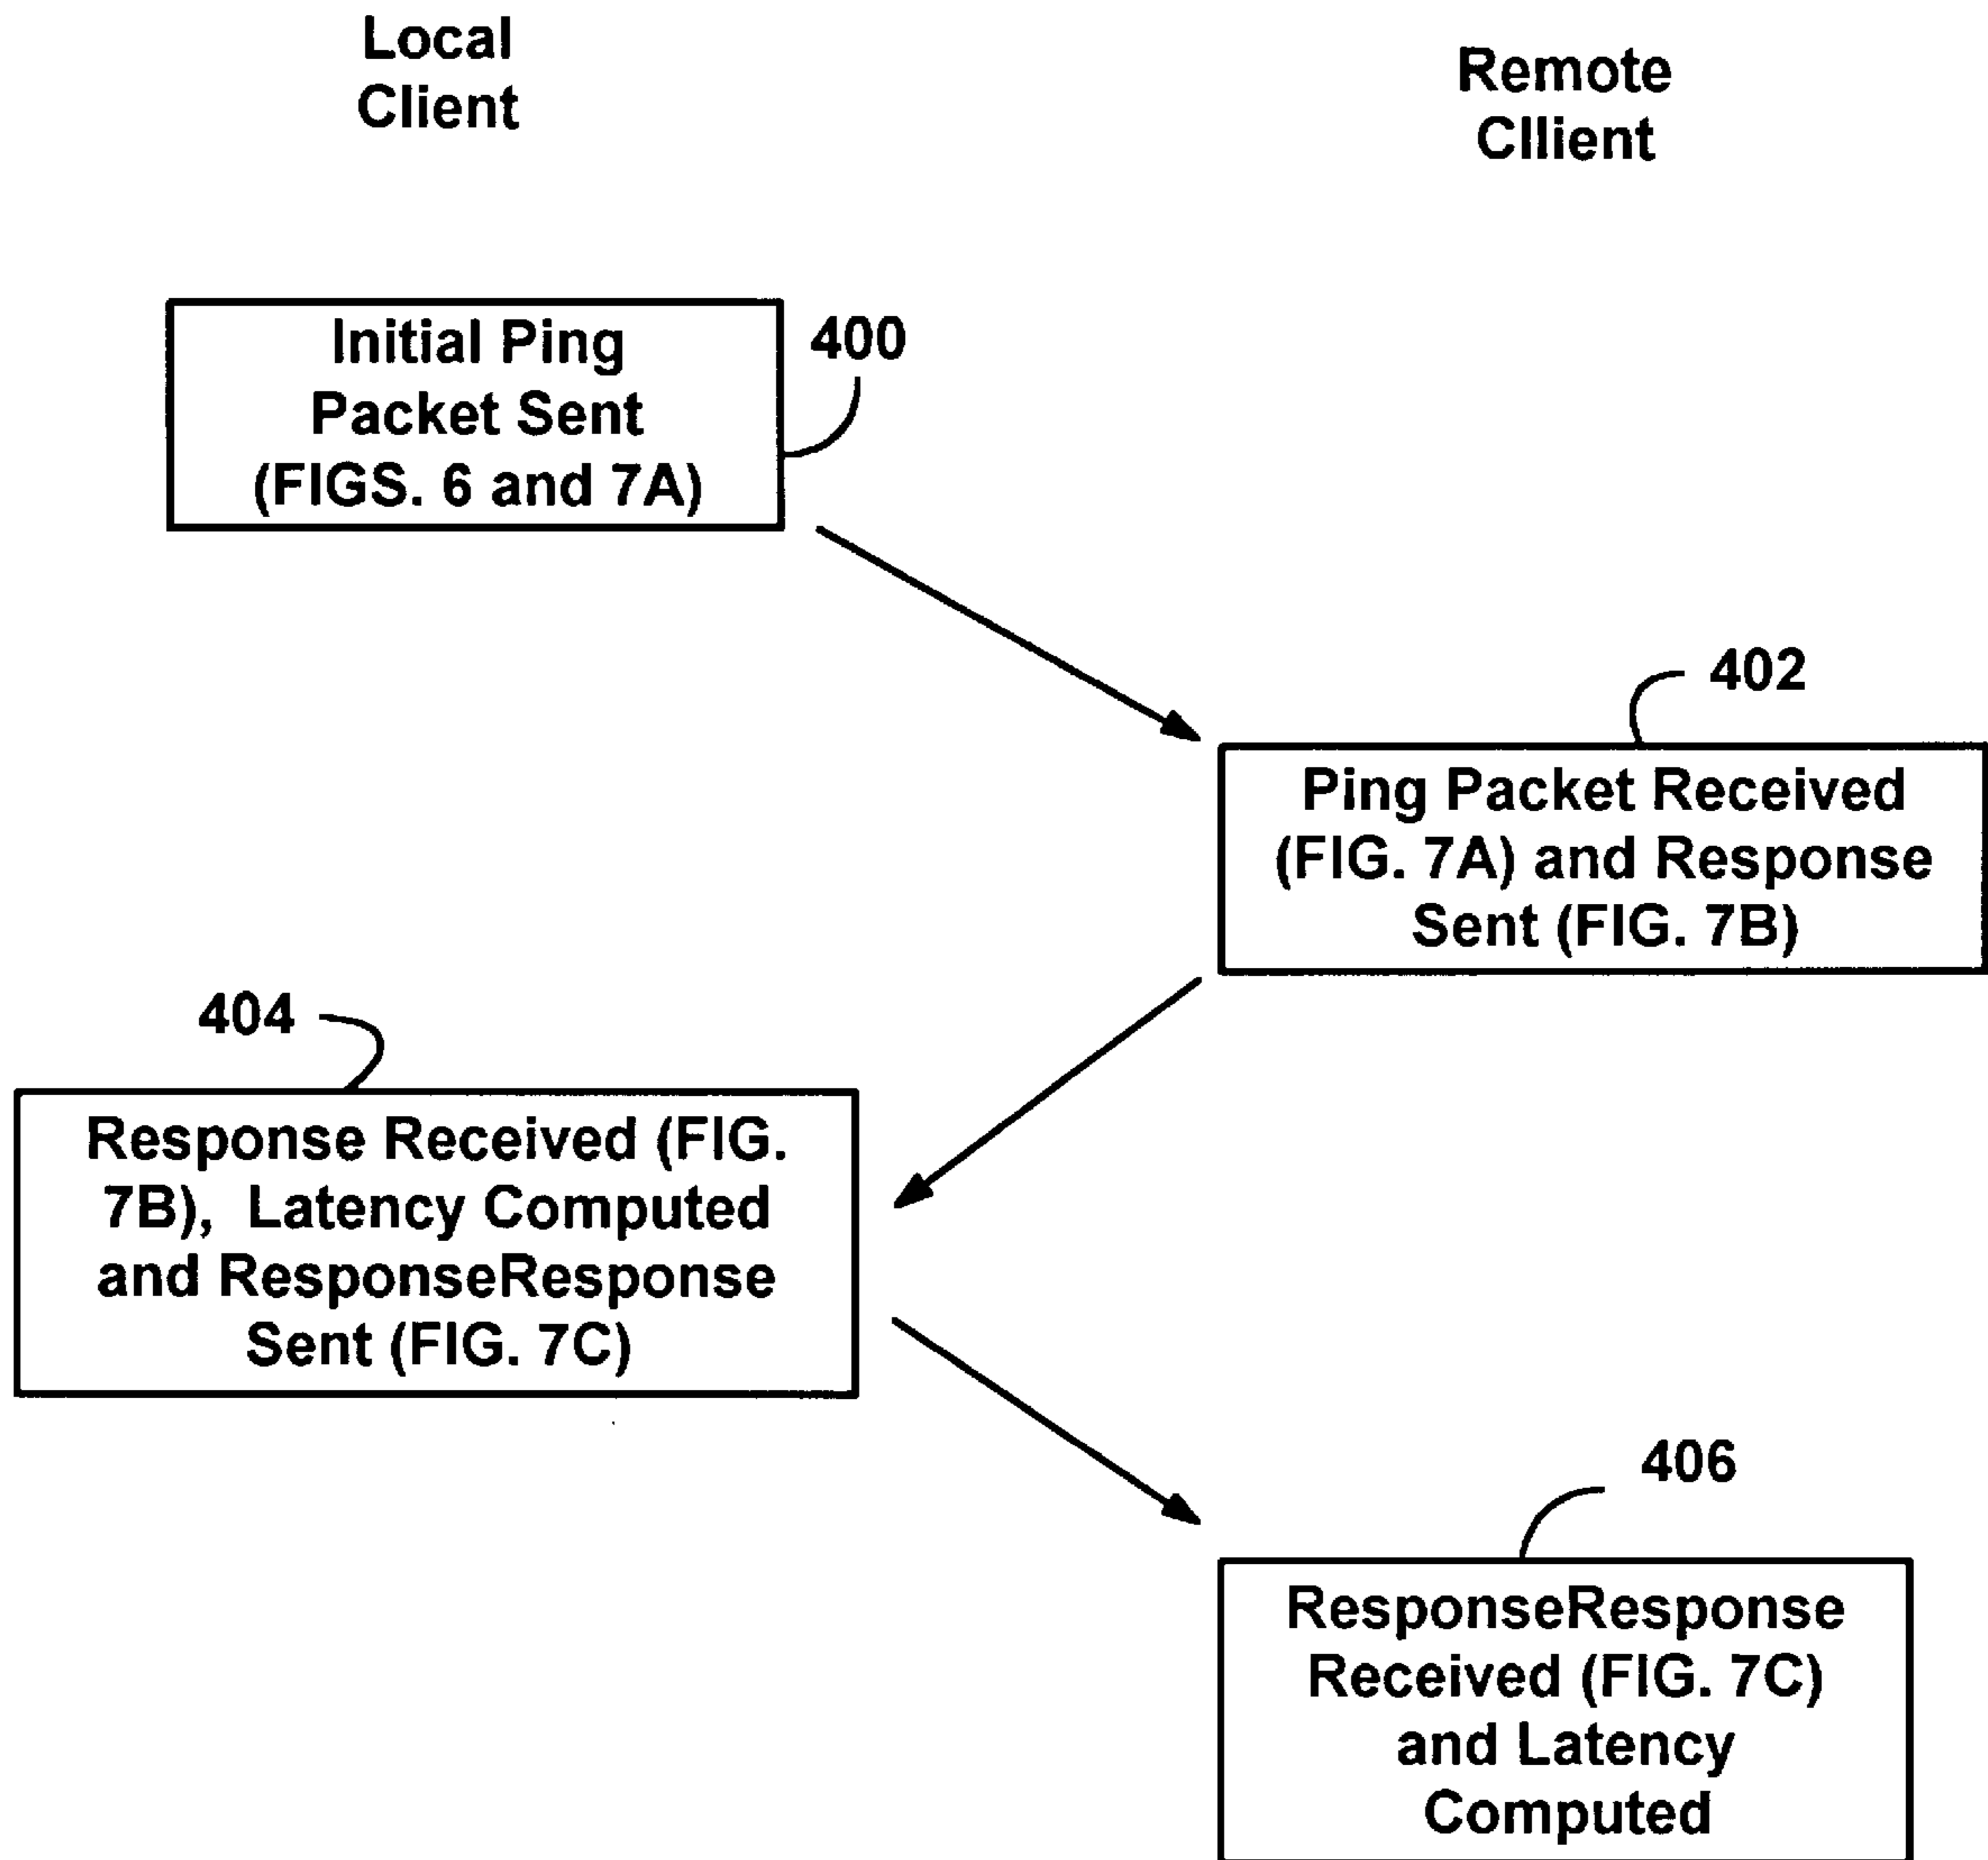 Local
Client
Remote
Cllient
Initial Ping
Packet Sent
(FIGS. 6 and 7A)
400
402
Ping Packet Received
(FIG. 7A) and Response
Sent (FIG. 7B)
404
Response Received (FIG.
7B), Latency Computed
and ResponseResponse
Sent (FIG. 7C)
406
ResponseResponse
Received (FIG. 7C)
and Latency
Computed